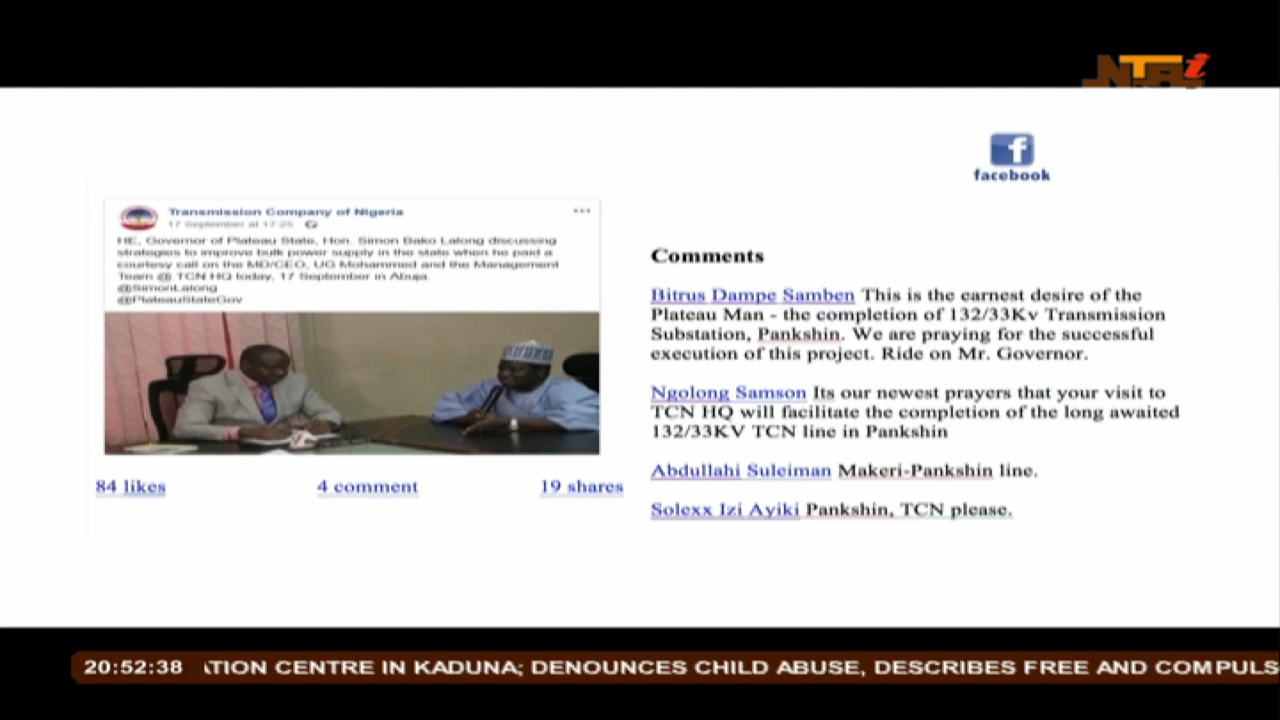 NTAi
facebook
Transmission Company of Nigeria
17 September at 17:25
HE, Governor of Plateau State, Hon. Simon Bako Lalong discussing
strategies to improve bulk power supply in the state when he paid a
courtesy call on the MD/CEO, UG Mohammed and the Management
Team @ TCN HQ today, 17 September in Abuja.
@SimonLalong
@PlateauStateGov
84 likes 4 comment 19 shares
Comments
Bitrus Dampe Samben This is the earnest desire of the
Plateau Man - the completion of 132/33Kv Transmission
Substation, Pankshin. We are praying for the successful
execution of this project. Ride on Mr. Governor.
Ngolong Samson Its our newest prayers that your visit to
TCN HQ will facilitate the completion of the long awaited
132/33KV TCN line in Pankshin
Abdullahi Suleiman Makeri-Pankshin line.
Solexx Izi Ayiki Pankshin, TCN please.
20:52:38 ATION CENTRE IN KADUNA; DENOUNCES CHILD ABUSE, DESCRIBES FREE AND COMPULS